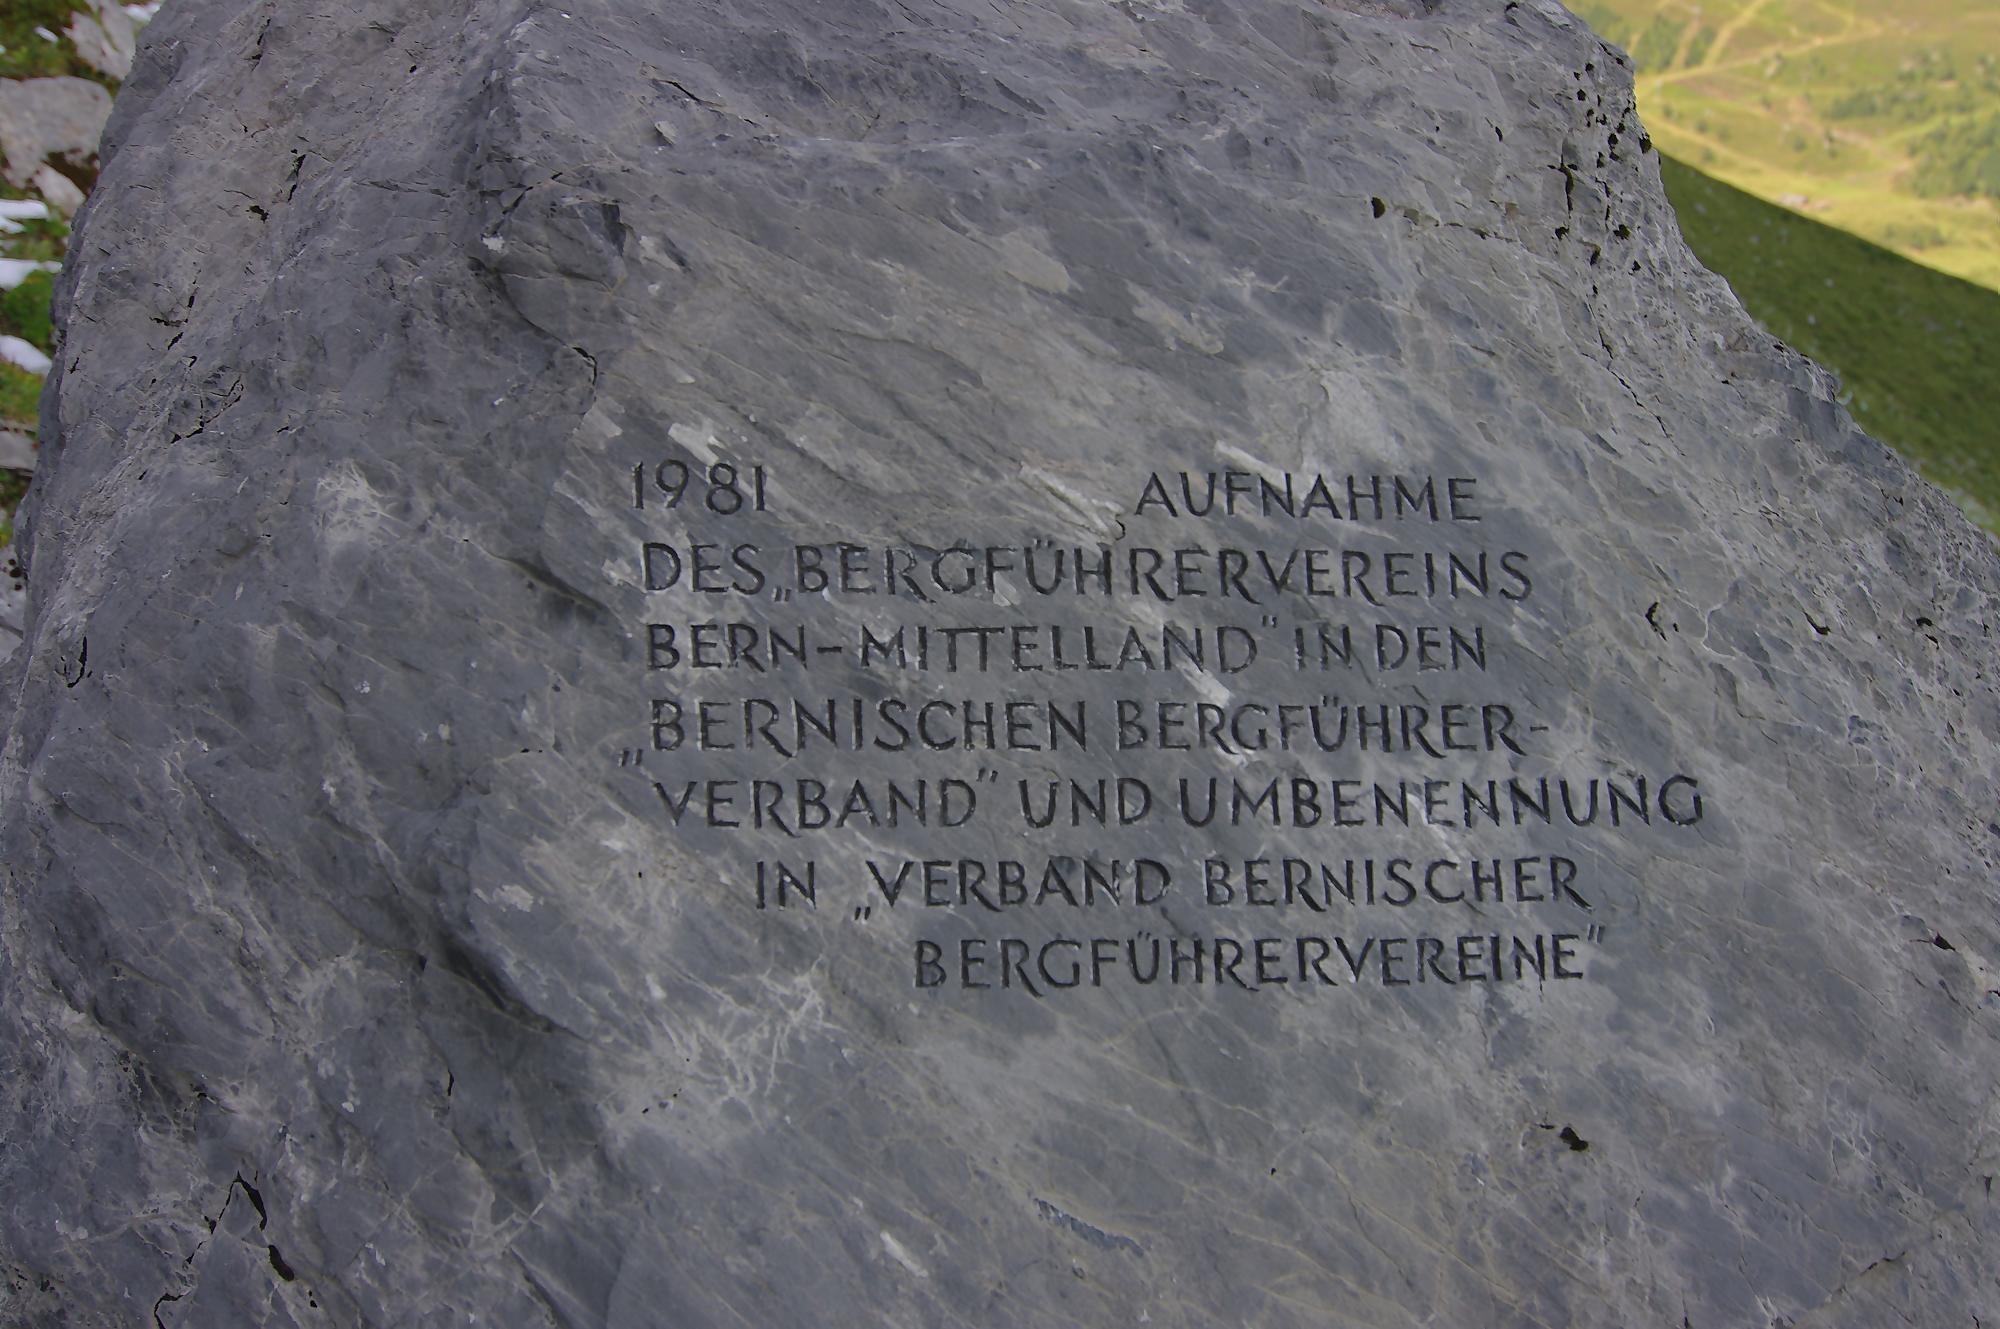 1981 AUFNAHME
DES „BERGFÜHRERVEREINS
BERN-MITTELLAND" IN DEN
„BERNISCHEN BERGFÜHRER-
VERBAND" UND UMBENENNUNG
IN „VERBAND BERNISCHER
BERGFÜHRERVEREINE"